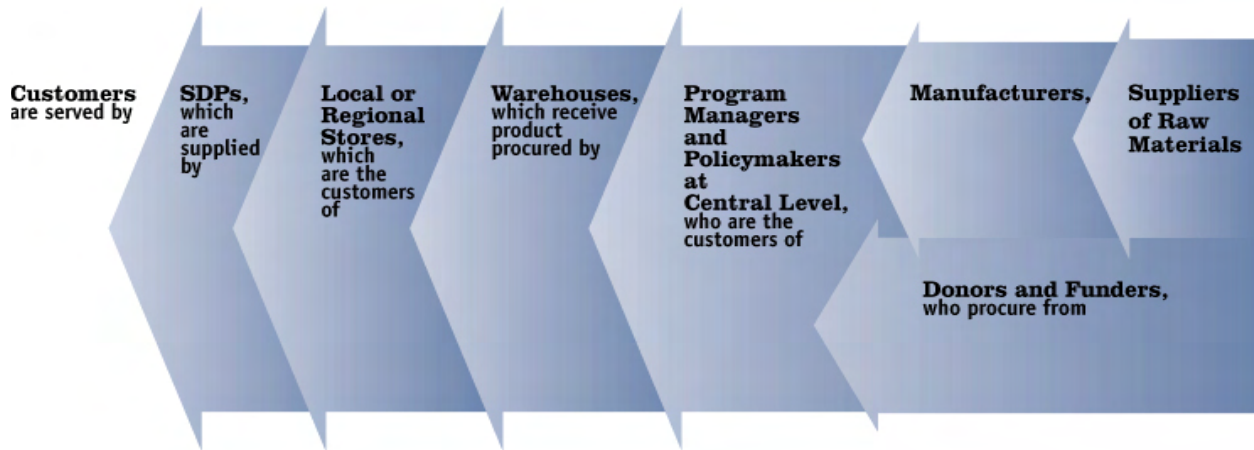 Customers
are served by
SDPs,
which
are
supplied
by
Local or
Regional
Stores,
which
are the
customers
of
Warehouses,
which receive
product
procured by
Program
Managers
and
Policymakers
at
Central Level,
who are the
customers of
Manufacturers,
Suppliers
of Raw
Materials
Donors and Funders,
who procure from